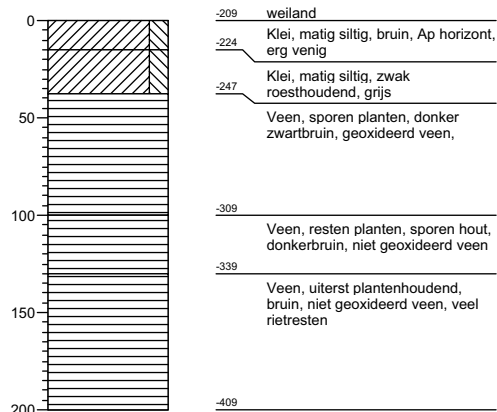 0
50
100
150
200
-209 weiland
Klei, matig siltig, bruin, Ap horizont,
-224
erg venig
Klei, matig siltig, zwak
-247
roesthoudend, grijs
Veen, sporen planten, donker
zwartbruin, geoxideerd veen,
-309
Veen, resten planten, sporen hout,
donkerbruin, niet geoxideerd veen
-339
Veen, uiterst plantenhoudend,
bruin, niet geoxideerd veen, veel
rietresten
-409